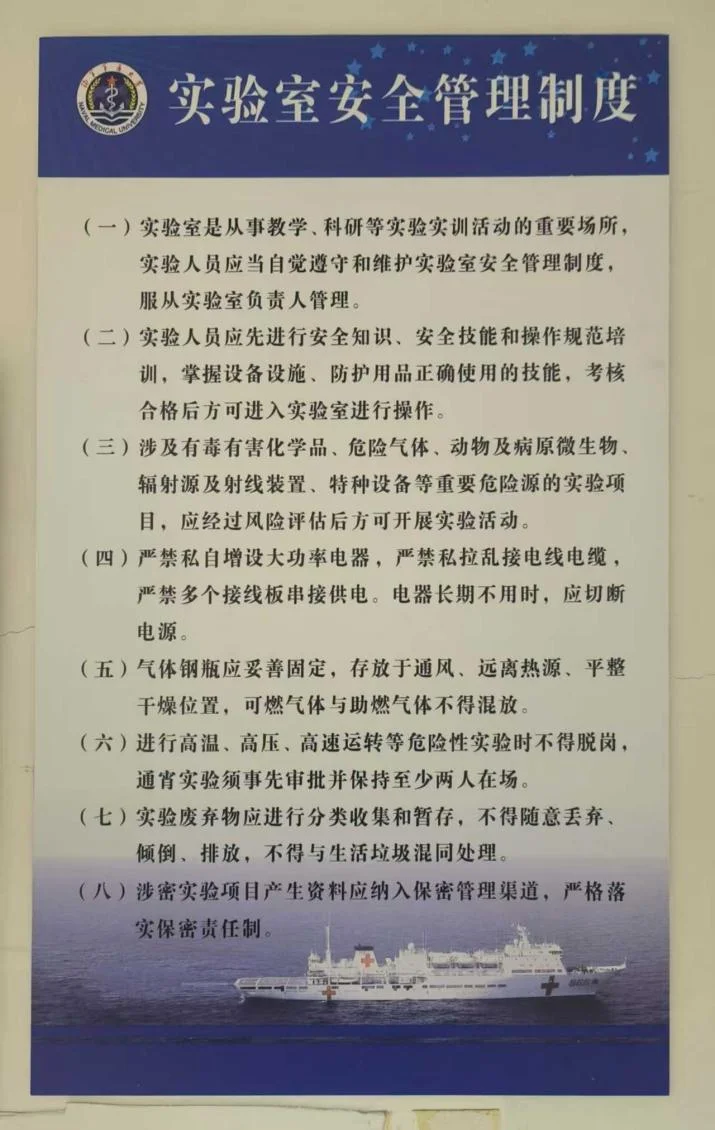 实验室安全管理制度
NAVAL MEDICAL UNIVERSITY
（一）实验室是从事教学、科研等实验实训活动的重要场所，
实验人员应当自觉遵守和维护实验室安全管理制度，
服从实验室负责人管理。
（二）实验人员应先进行安全知识、安全技能和操作规范培
训，掌握设备设施、防护用品正确使用的技能，考核
合格后方可进入实验室进行操作。
（三）涉及有毒有害化学品、危险气体、动物及病原微生物、
辐射源及射线装置、特种设备等重要危险源的实验项
目，应经过风险评估后方可开展实验活动。
（四）严禁私自增设大功率电器，严禁私拉乱接电线电缆，
严禁多个接线板串接供电。电器长期不用时，应切断
电源。
（五）气体钢瓶应妥善固定，存放于通风、远离热源、平整
干燥位置，可燃气体与助燃气体不得混放。
（六）进行高温、高压、高速运转等危险性实验时不得脱岗，
通宵实验须事先审批并保持至少两人在场。
（七）实验废弃物应进行分类收集和暂存，不得随意丢弃、
倾倒、排放，不得与生活垃圾混同处理。
（八）涉密实验项目产生资料应纳入保密管理渠道，严格落
实保密责任制。